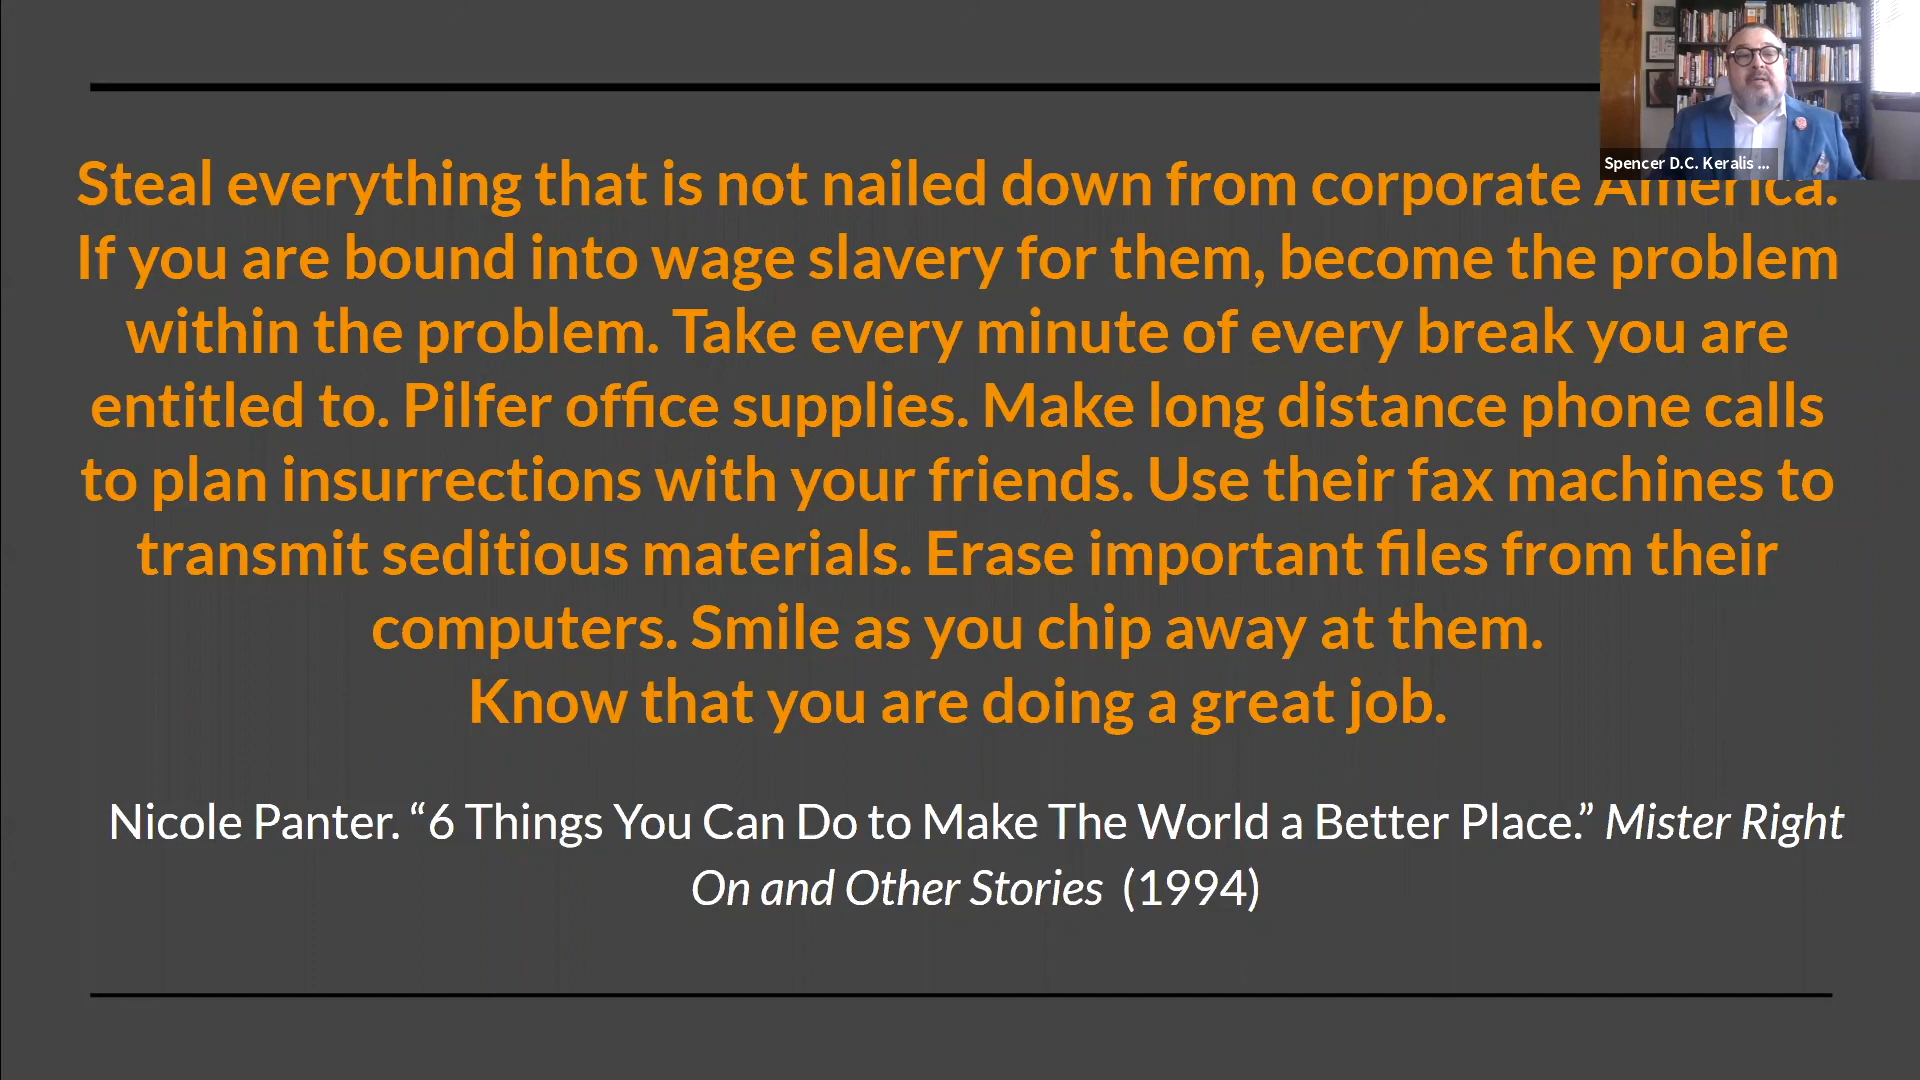 Steal everything that is not nailed down from corporate America.
If you are bound into wage slavery for them, become the problem
within the problem. Take every minute of every break you are
entitled to. Pilfer office supplies. Make long distance phone calls
to plan insurrections with your friends. Use their fax machines to
transmit seditious materials. Erase important files from their
computers. Smile as you chip away at them.
Know that you are doing a great job.
Nicole Panter. “6 Things You Can Do to Make The World a Better Place.” Mister Right
On and Other Stories (1994)
Spencer D.C. Keralis ...